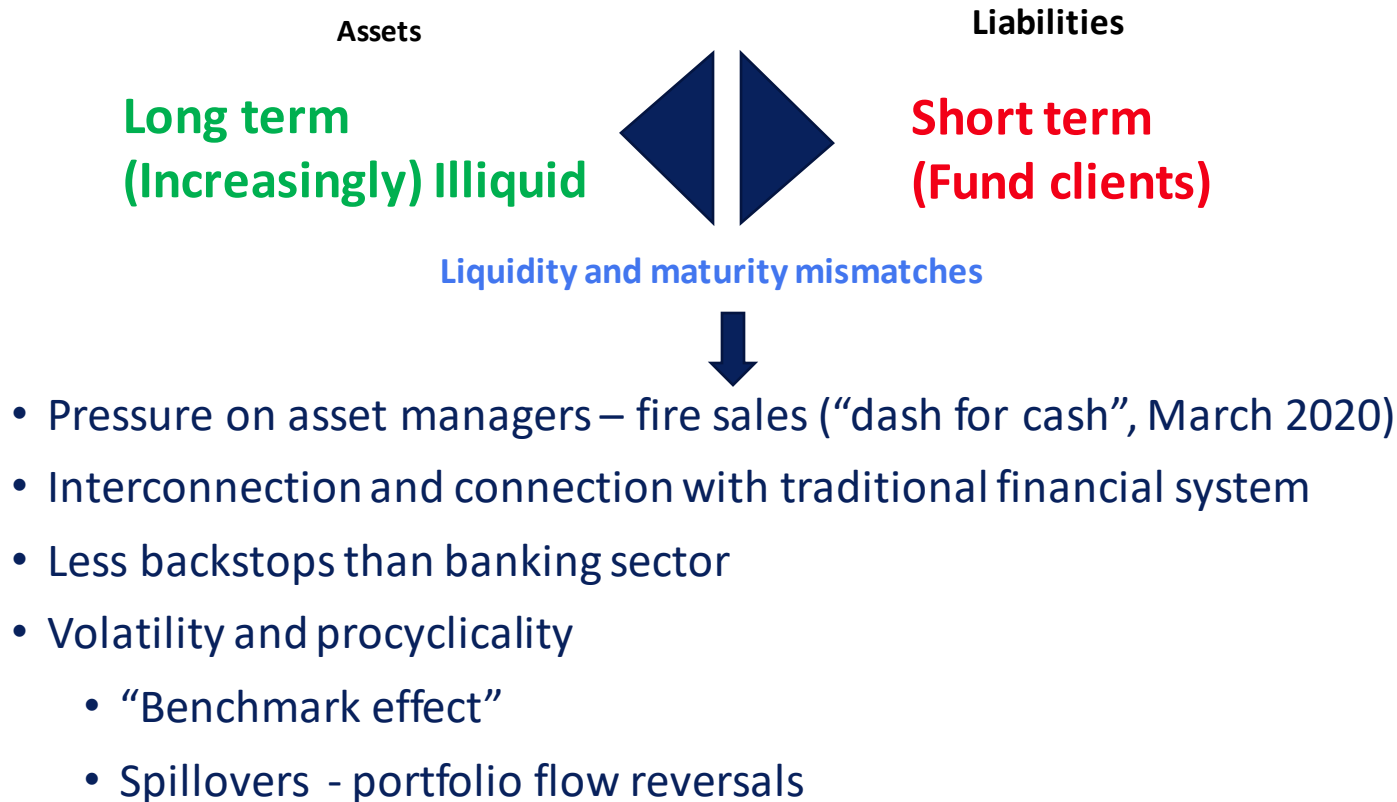 Assets
Liabilities
Long term
(Increasingly) Illiquid
Short term
(Fund clients)
Liquidity and maturity mismatches
• Pressure on asset managers – fire sales (“dash for cash”, March 2020)
• Interconnection and connection with traditional financial system
• Less backstops than banking sector
• Volatility and procyclicality
• “Benchmark effect”
• Spillovers - portfolio flow reversals